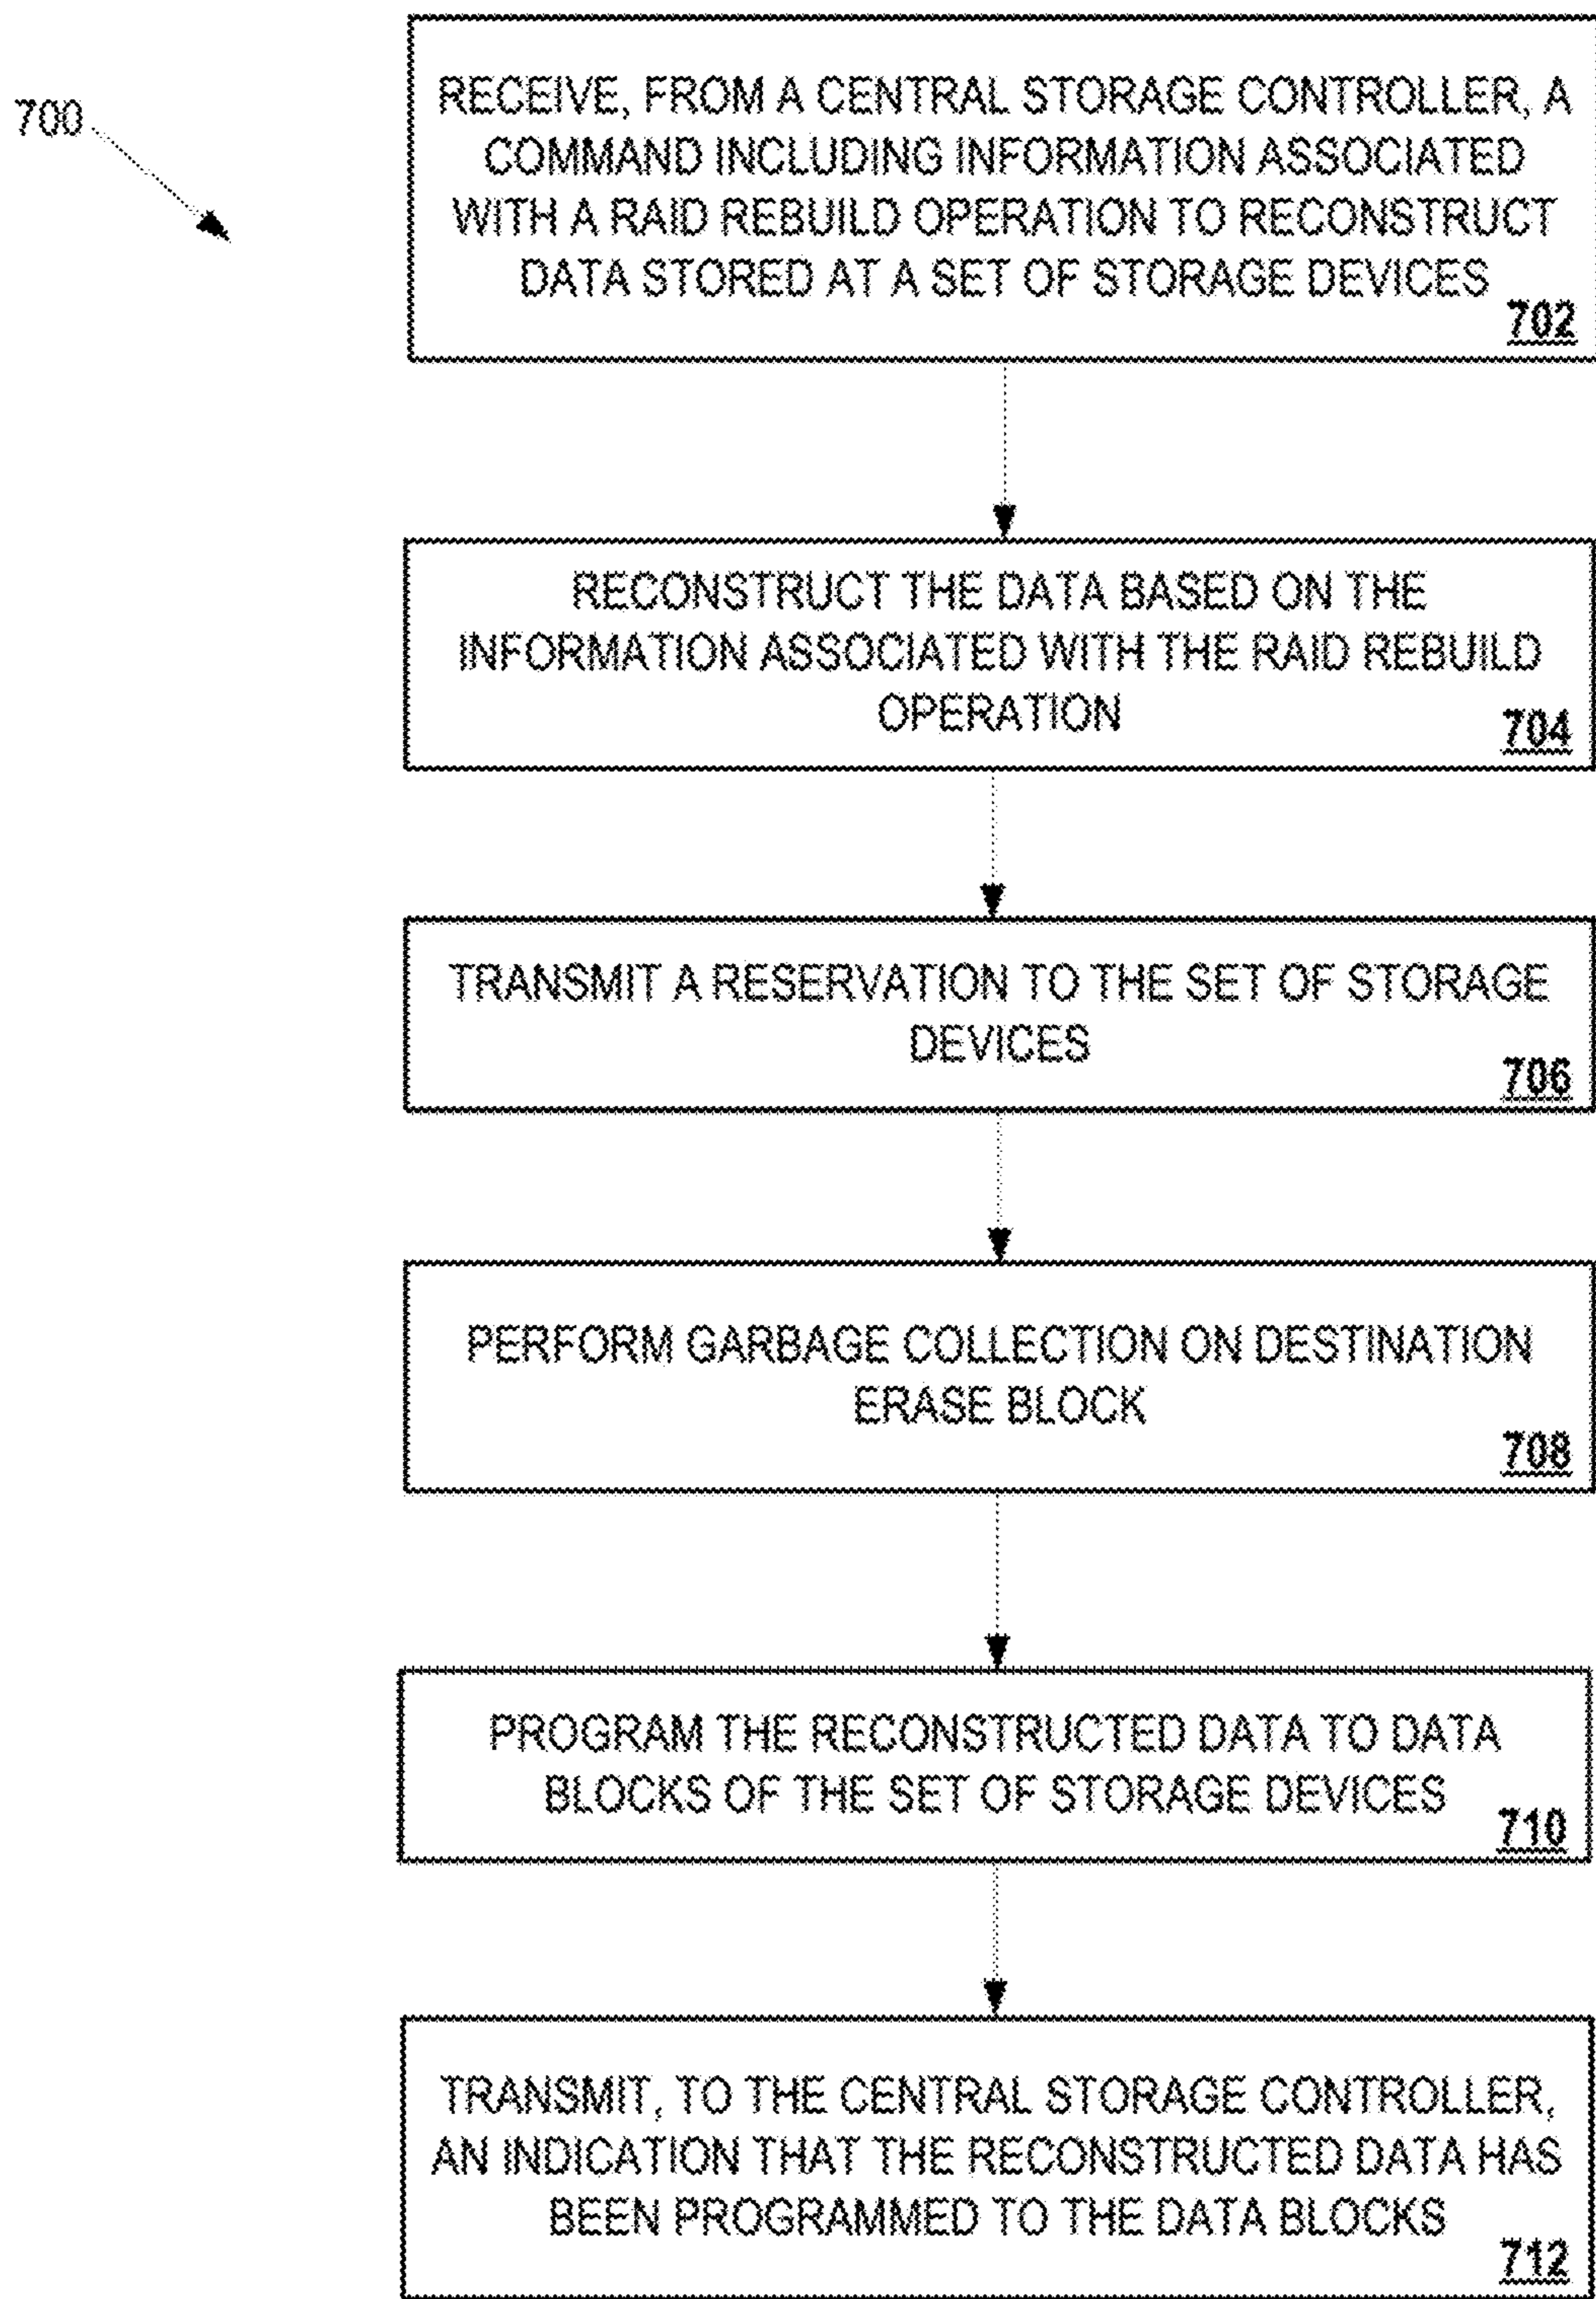 700
RECEIVE, FROM A CENTRAL STORAGE CONTROLLER, A
COMMAND INCLUDING INFORMATION ASSOCIATED
WITH A RAID REBUILD OPERATION TO RECONSTRUCT
DATA STORED AT A SET OF STORAGE DEVICES
702
RECONSTRUCT THE DATA BASED ON THE
INFORMATION ASSOCIATED WITH THE RAID REBUILD
OPERATION
704
TRANSMIT A RESERVATION TO THE SET OF STORAGE
DEVICES
706
PERFORM GARBAGE COLLECTION ON DESTINATION
ERASE BLOCK
708
PROGRAM THE RECONSTRUCTED DATA TO DATA
BLOCKS OF THE SET OF STORAGE DEVICES
710
TRANSMIT, TO THE CENTRAL STORAGE CONTROLLER,
AN INDICATION THAT THE RECONSTRUCTED DATA HAS
BEEN PROGRAMMED TO THE DATA BLOCKS
712